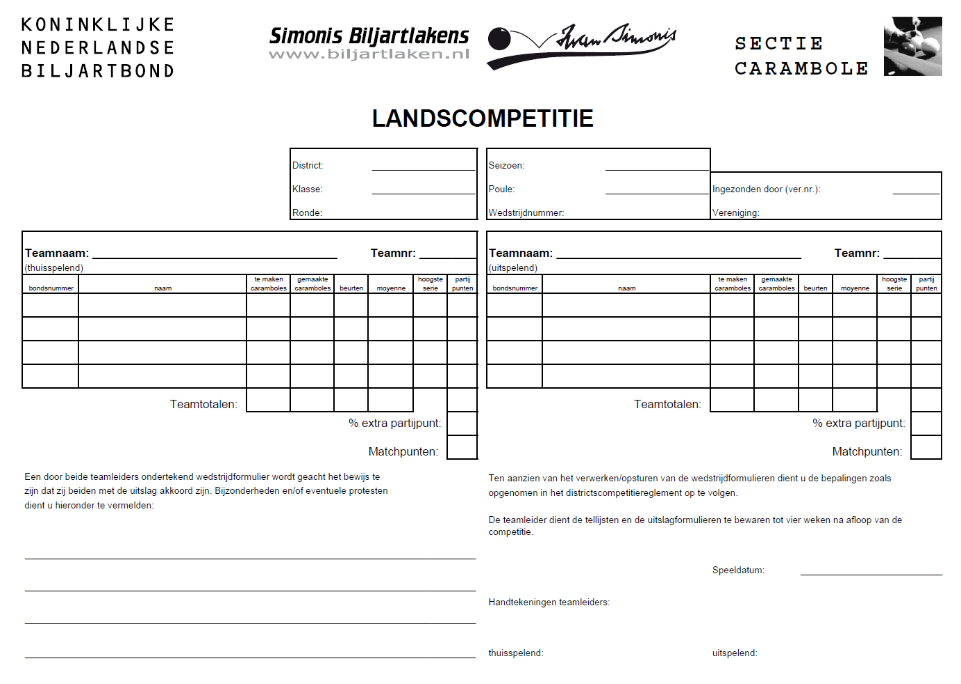 KONINKLIJKE
NEDERLANDSE
BILJARTBOND
Simonis Biljartlakens
www.biljartlaken.nl
Iwan Simonis
SECTIE
CARAMBOLE
LANDSCOMPETITIE
District:
Klasse:
Ronde:
Seizoen:
Poule:
Wedstrijdnummer:
Ingezonden door (ver.nr.):
Vereniging:
Teamnaam: Teamnr:
(thuisspelend)
bondsnummer naam te maken caramboles gemaakte caramboles beurten moyenne hoogste serie partij punten
Teamtotalen:
% extra partijpunt:
Matchpunten:
Teamnaam: Teamnr:
(uitspelend)
bondsnummer naam te maken caramboles gemaakte caramboles beurten moyenne hoogste serie partij punten
Teamtotalen:
% extra partijpunt:
Matchpunten:
Een door beide teamleiders ondertekend wedstrijdformulier wordt geacht het bewijs te
zijn dat zij beiden met de uitslag akkoord zijn. Bijzonderheden en/of eventuele protesten
dient u hieronder te vermelden:
Ten aanzien van het verwerken/opsturen van de wedstrijdformulieren dient u de bepalingen zoals
opgenomen in het districtscompetitiereglement op te volgen.
De teamleider dient de tellijsten en de uitslagformulieren te bewaren tot vier weken na afloop van de
competitie.
Speeldatum:
Handtekeningen teamleiders:
thuisspelend: uitspelend: